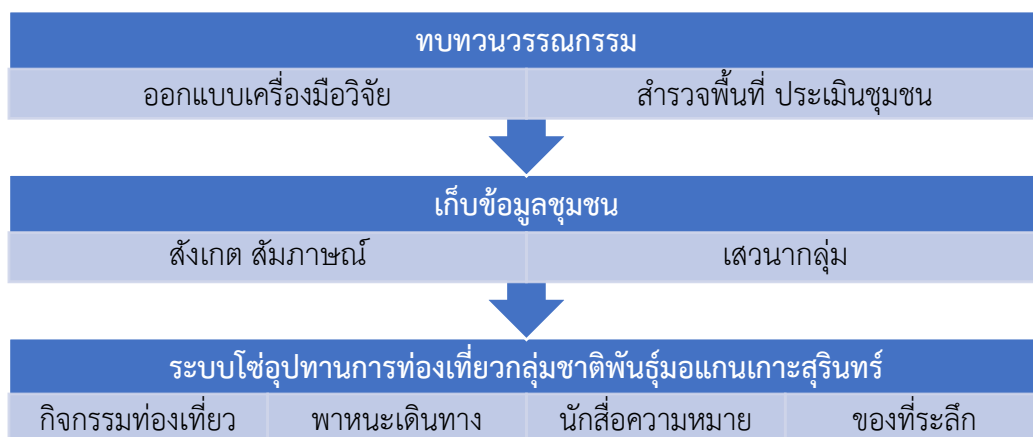 ทบทวนวรรณกรรม
ออกแบบเครื่องมือวิจัย
สำรวจพื้นที่ ประเมินชุมชน
เก็บข้อมูลชุมชน
สังเกต สัมภาษณ์
เสวนากลุ่ม
ระบบโซ่อุปทานการท่องเที่ยวกลุ่มชาติพันธุ์มอแกนเกาะสุรินทร์
กิจกรรมท่องเที่ยว
พาหนะเดินทาง
นักสื่อความหมาย
ของที่ระลึก